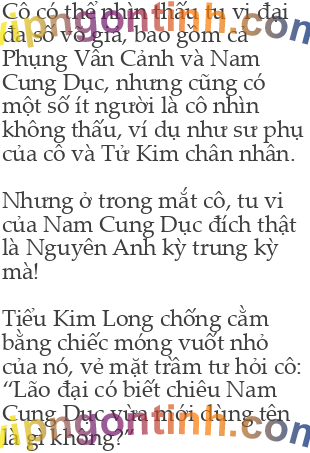 Cô có thể nhìn thấu tu vi đại
đa số võ giả, bao gồm cả
Phụng Vân Cảnh và Nam
Cung Dục, nhưng cũng có
một số ít người là cô nhìn
không thấu, ví dụ như sư phụ
của cô và Tử Kim chân nhân.
Nhưng ở trong mắt cô, tu vi
của Nam Cung Dục đích thật
là Nguyên Anh kỳ trung kỳ
mà!
Tiểu Kim Long chống cằm
bằng chiếc móng vuốt nhỏ
của nó, vẻ mặt trầm tư hỏi cô:
“Lão đại có biết chiêu Nam
Cung Dục vừa mới dùng tên
là gì không?”
vipngontinh.com
vipngontinh.com